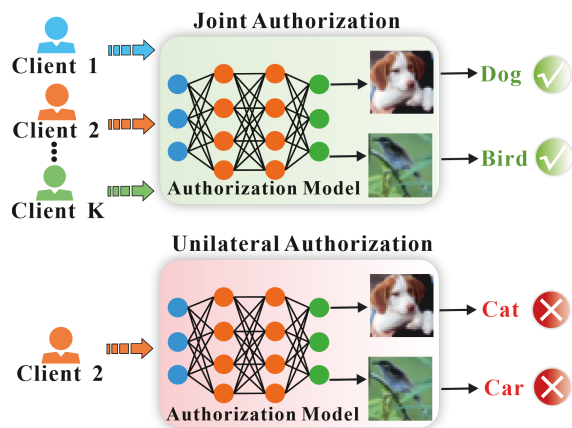 Joint Authorization
Client 1
Client 2
Client K
Authorization Model
Dog
Bird
Unilateral Authorization
Client 2
Authorization Model
Cat
Car